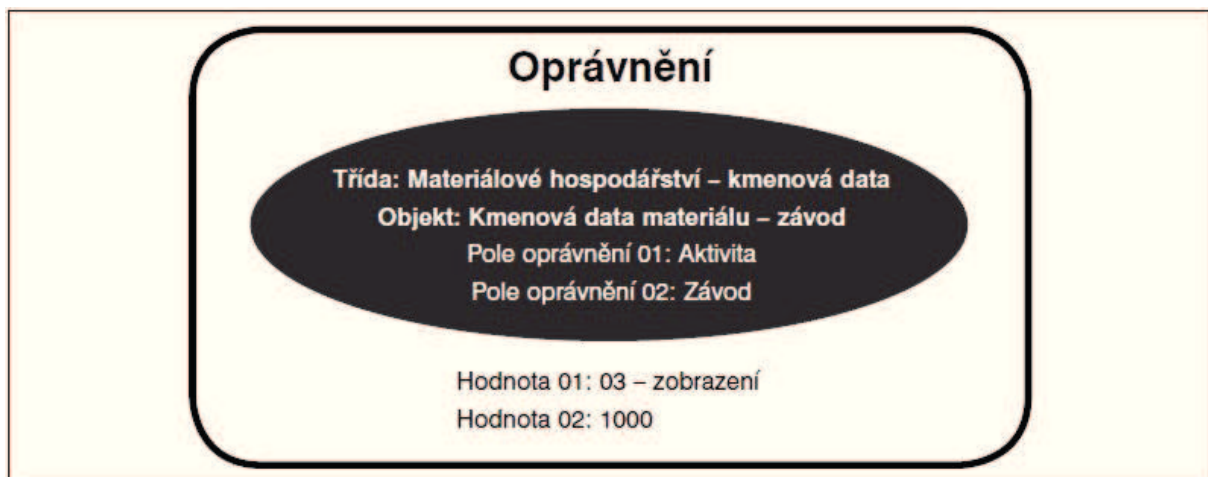 Oprávnění
Třída: Materiálové hospodářství – kmenová data
Objekt: Kmenová data materiálu – závod
Pole oprávnění 01: Aktivita
Pole oprávnění 02: Závod
Hodnota 01: 03 – zobrazení
Hodnota 02: 1000